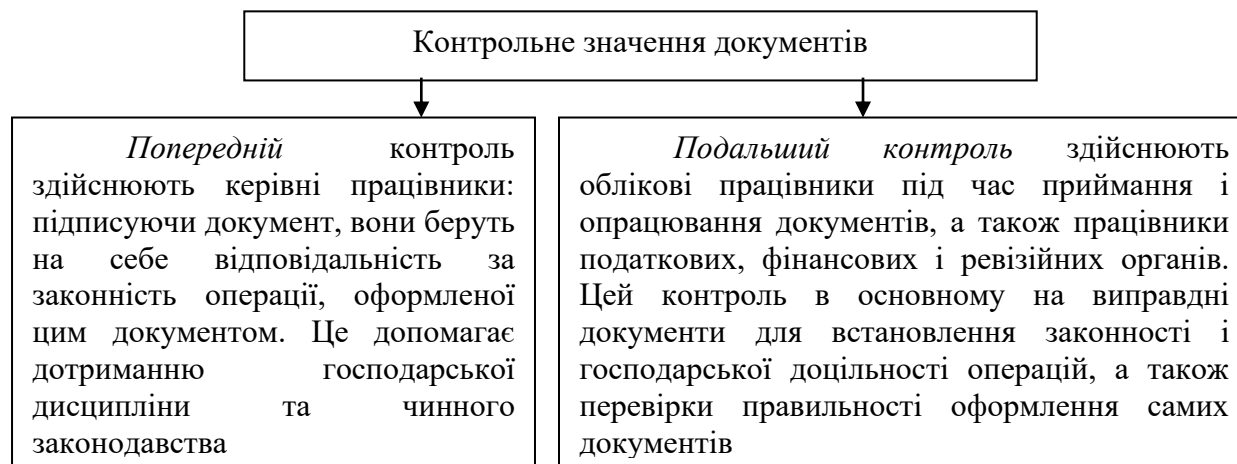 Контрольне значення документів
Попередній контроль
здійснюють керівні працівники:
підписуючи документ, вони беруть
на себе відповідальність за
законність операції, оформленої
цим документом. Це допомагає
дотриманню господарської
дисципліни та чинного
законодавства
Подальший контроль здійснюють
облікові працівники під час приймання і
опрацювання документів, а також працівники
податкових, фінансових і ревізійних органів.
Цей контроль в основному на виправдні
документи для встановлення законності і
господарської доцільності операцій, а також
перевірки правильності оформлення самих
документів